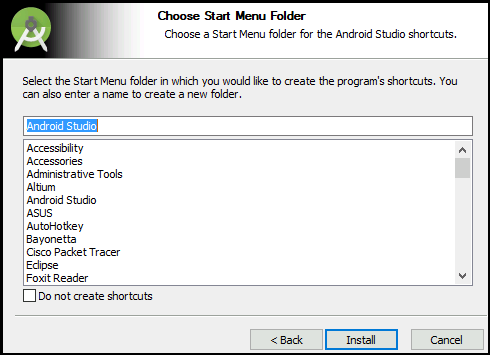 Choose Start Menu Folder
Choose a Start Menu folder for the Android Studio shortcuts.
Select the Start Menu folder in which you would like to create the program's shortcuts. You
can also enter a name to create a new folder.
Android Studio
Accessibility
Accessories
Administrative Tools
Altium
Android Studio
ASUS
AutoHotkey
Bayonetta
Cisco Packet Tracer
Eclipse
Foxit Reader
Do not create shortcuts
< Back
Install
Cancel